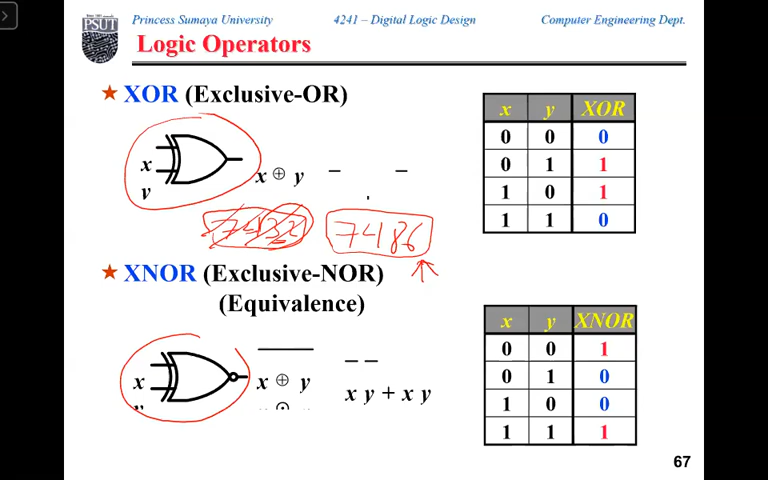 Princess Sumaya University 4241 – Digital Logic Design Computer Engineering Dept.
PSUT
Logic Operators
XOR (Exclusive-OR)
x
y
x ⊕ y
7486
x y XOR
0 0 0
0 1 1
1 0 1
1 1 0
XNOR (Exclusive-NOR)
(Equivalence)
x
x ⊕ y
x y + x y
x y XNOR
0 0 1
0 1 0
1 0 0
1 1 1
67